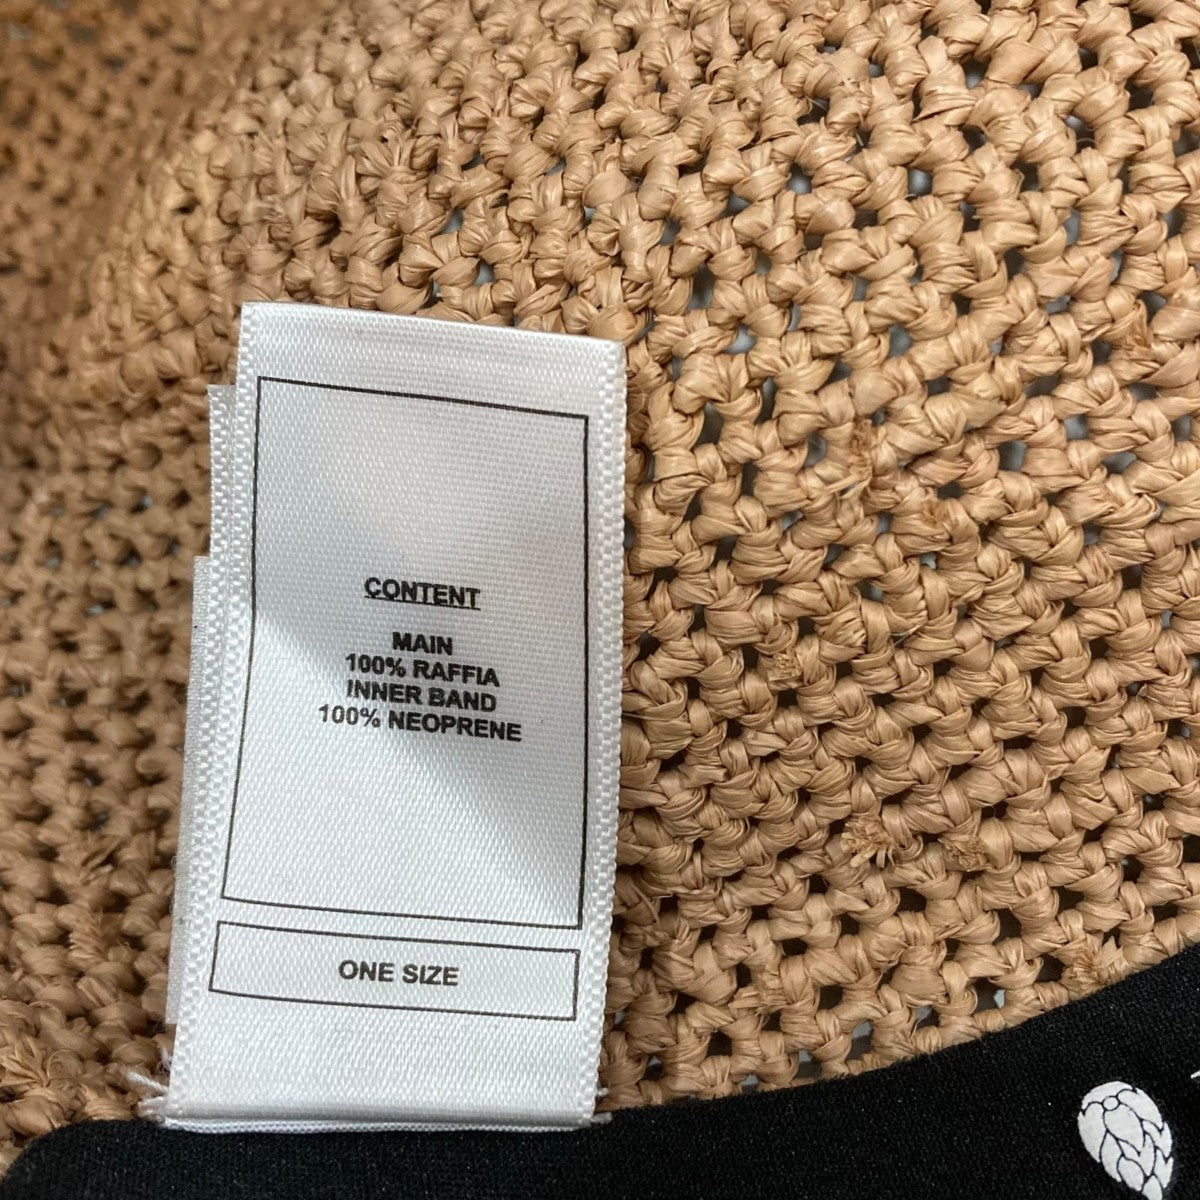 CONTENT
MAIN
100% RAFFIA
INNER BAND
100% NEOPRENE
ONE SIZE